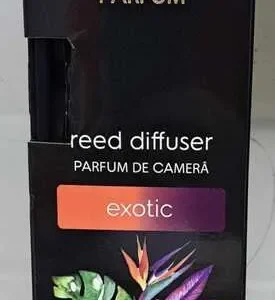 PARFUM
reed diffuser
PARFUM DE CAMERĂ
exotic